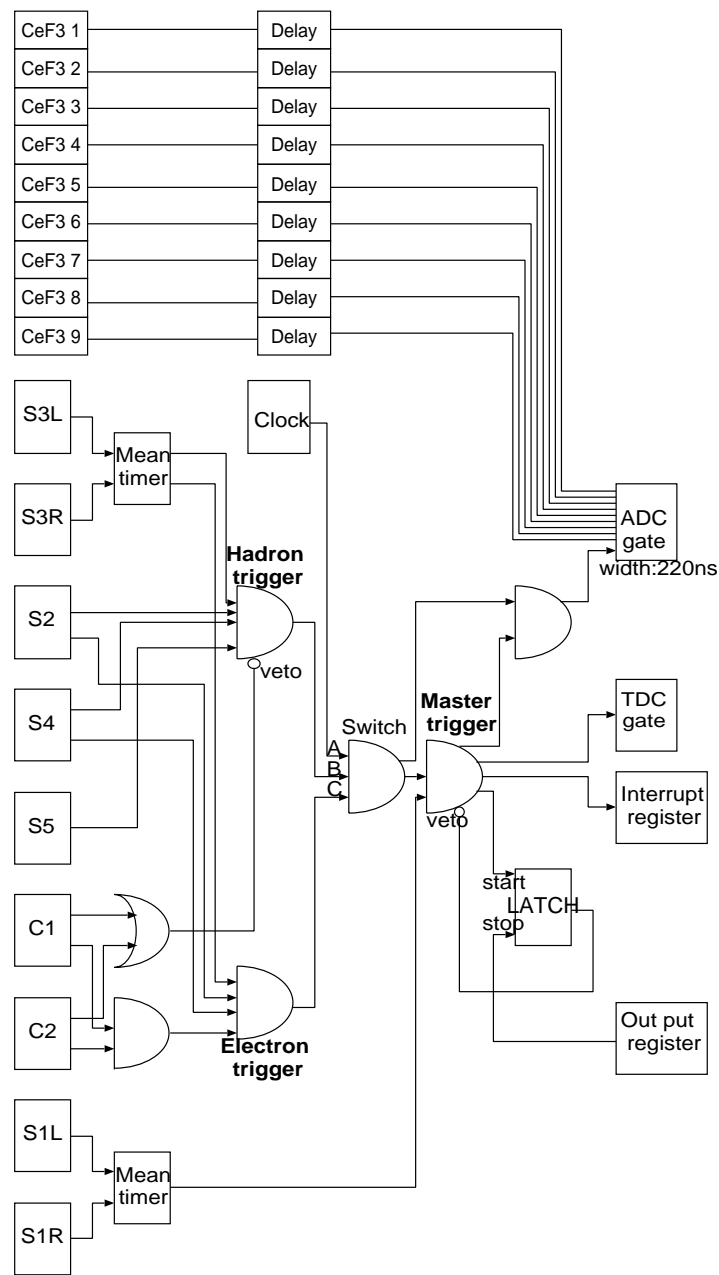 CeF3 1
Delay
CeF3 2
Delay
CeF3 3
Delay
CeF3 4
Delay
CeF3 5
Delay
CeF3 6
Delay
CeF3 7
Delay
CeF3 8
Delay
CeF3 9
Delay
S3L
Clock
Mean
timer
S3R
ADC
gate
width:220ns
Hadron
trigger
S2
veto
S4
Switch
Master
trigger
TDC
gate
A
B
C
S5
veto
Interrupt
register
start
LATCH
stop
C1
C2
Electron
trigger
Out put
register
S1L
Mean
timer
S1R